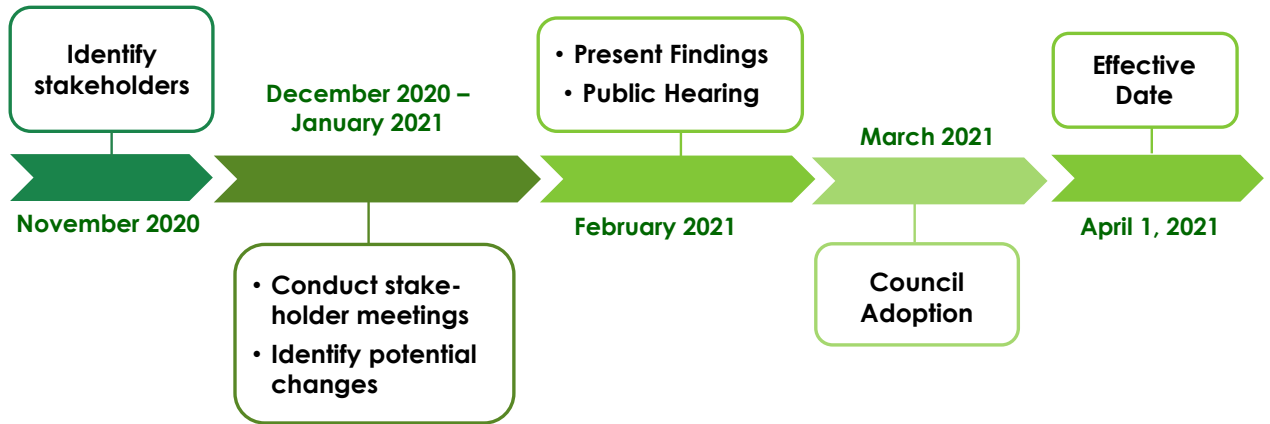 Identify
stakeholders
November 2020
December 2020 –
January 2021
• Conduct stake-
holder meetings
• Identify potential
changes
• Present Findings
• Public Hearing
February 2021
March 2021
Council
Adoption
Effective
Date
April 1, 2021